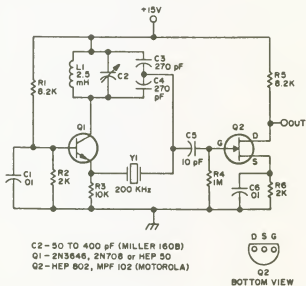 +15V
L1
2.5
mH
C2
C3
270 pF
C4
270
pF
R1
8.2K
R5
8.2K
OUT
Q1
Q2
D
G
S
C5
10 pF
Y1
200 KHz
C1
.01
R2
2K
R3
10K
R4
1M
C6
.01
R6
2K
C2-50 TO 400 pF (MILLER 160B)
Q1-2N3646, 2N708 or HEP 50
Q2-HEP 802, MPF 102 (MOTOROLA)
D S G
Q2
BOTTOM VIEW